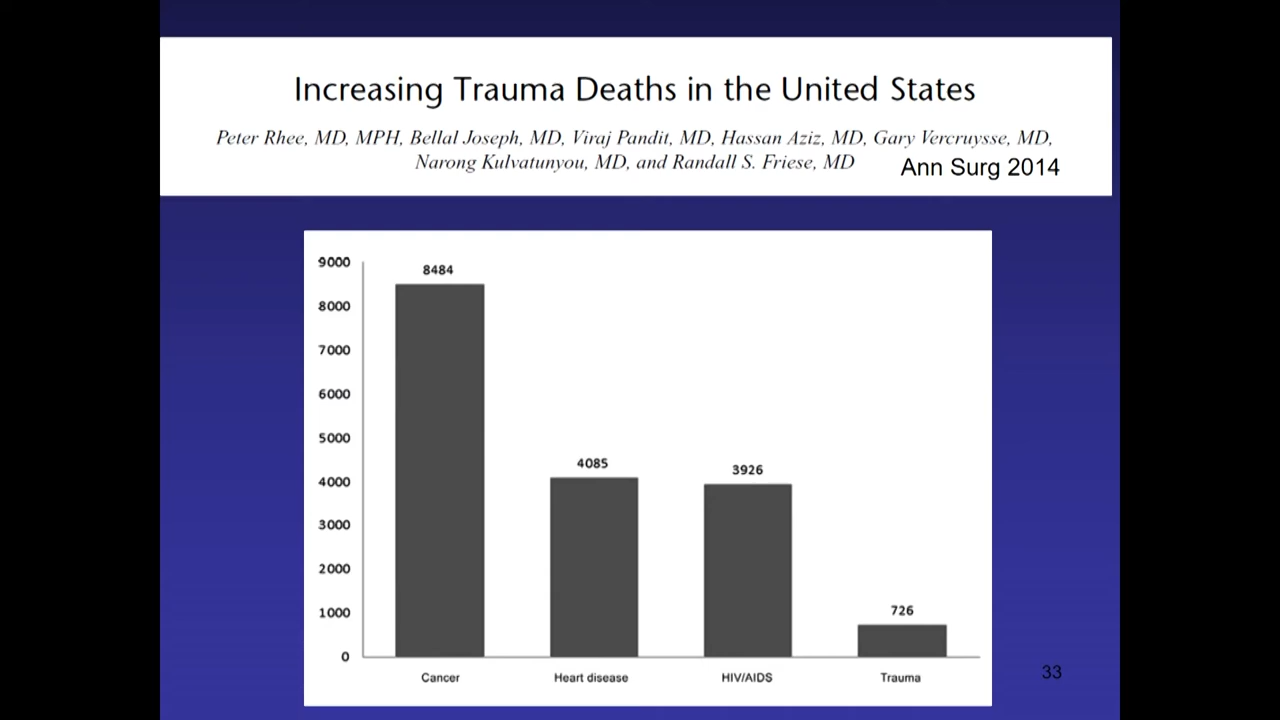 Increasing Trauma Deaths in the United States
Peter Rhee, MD, MPH, Bellal Joseph, MD, Viraj Pandit, MD, Hassan Aziz, MD, Gary Vercruysse, MD,
Narong Kulvatunyou, MD, and Randall S. Friese, MD
Ann Surg 2014
9000
8484
8000
7000
6000
5000
4085
3926
4000
3000
2000
1000
726
0
Cancer
Heart disease
HIV/AIDS
Trauma
33